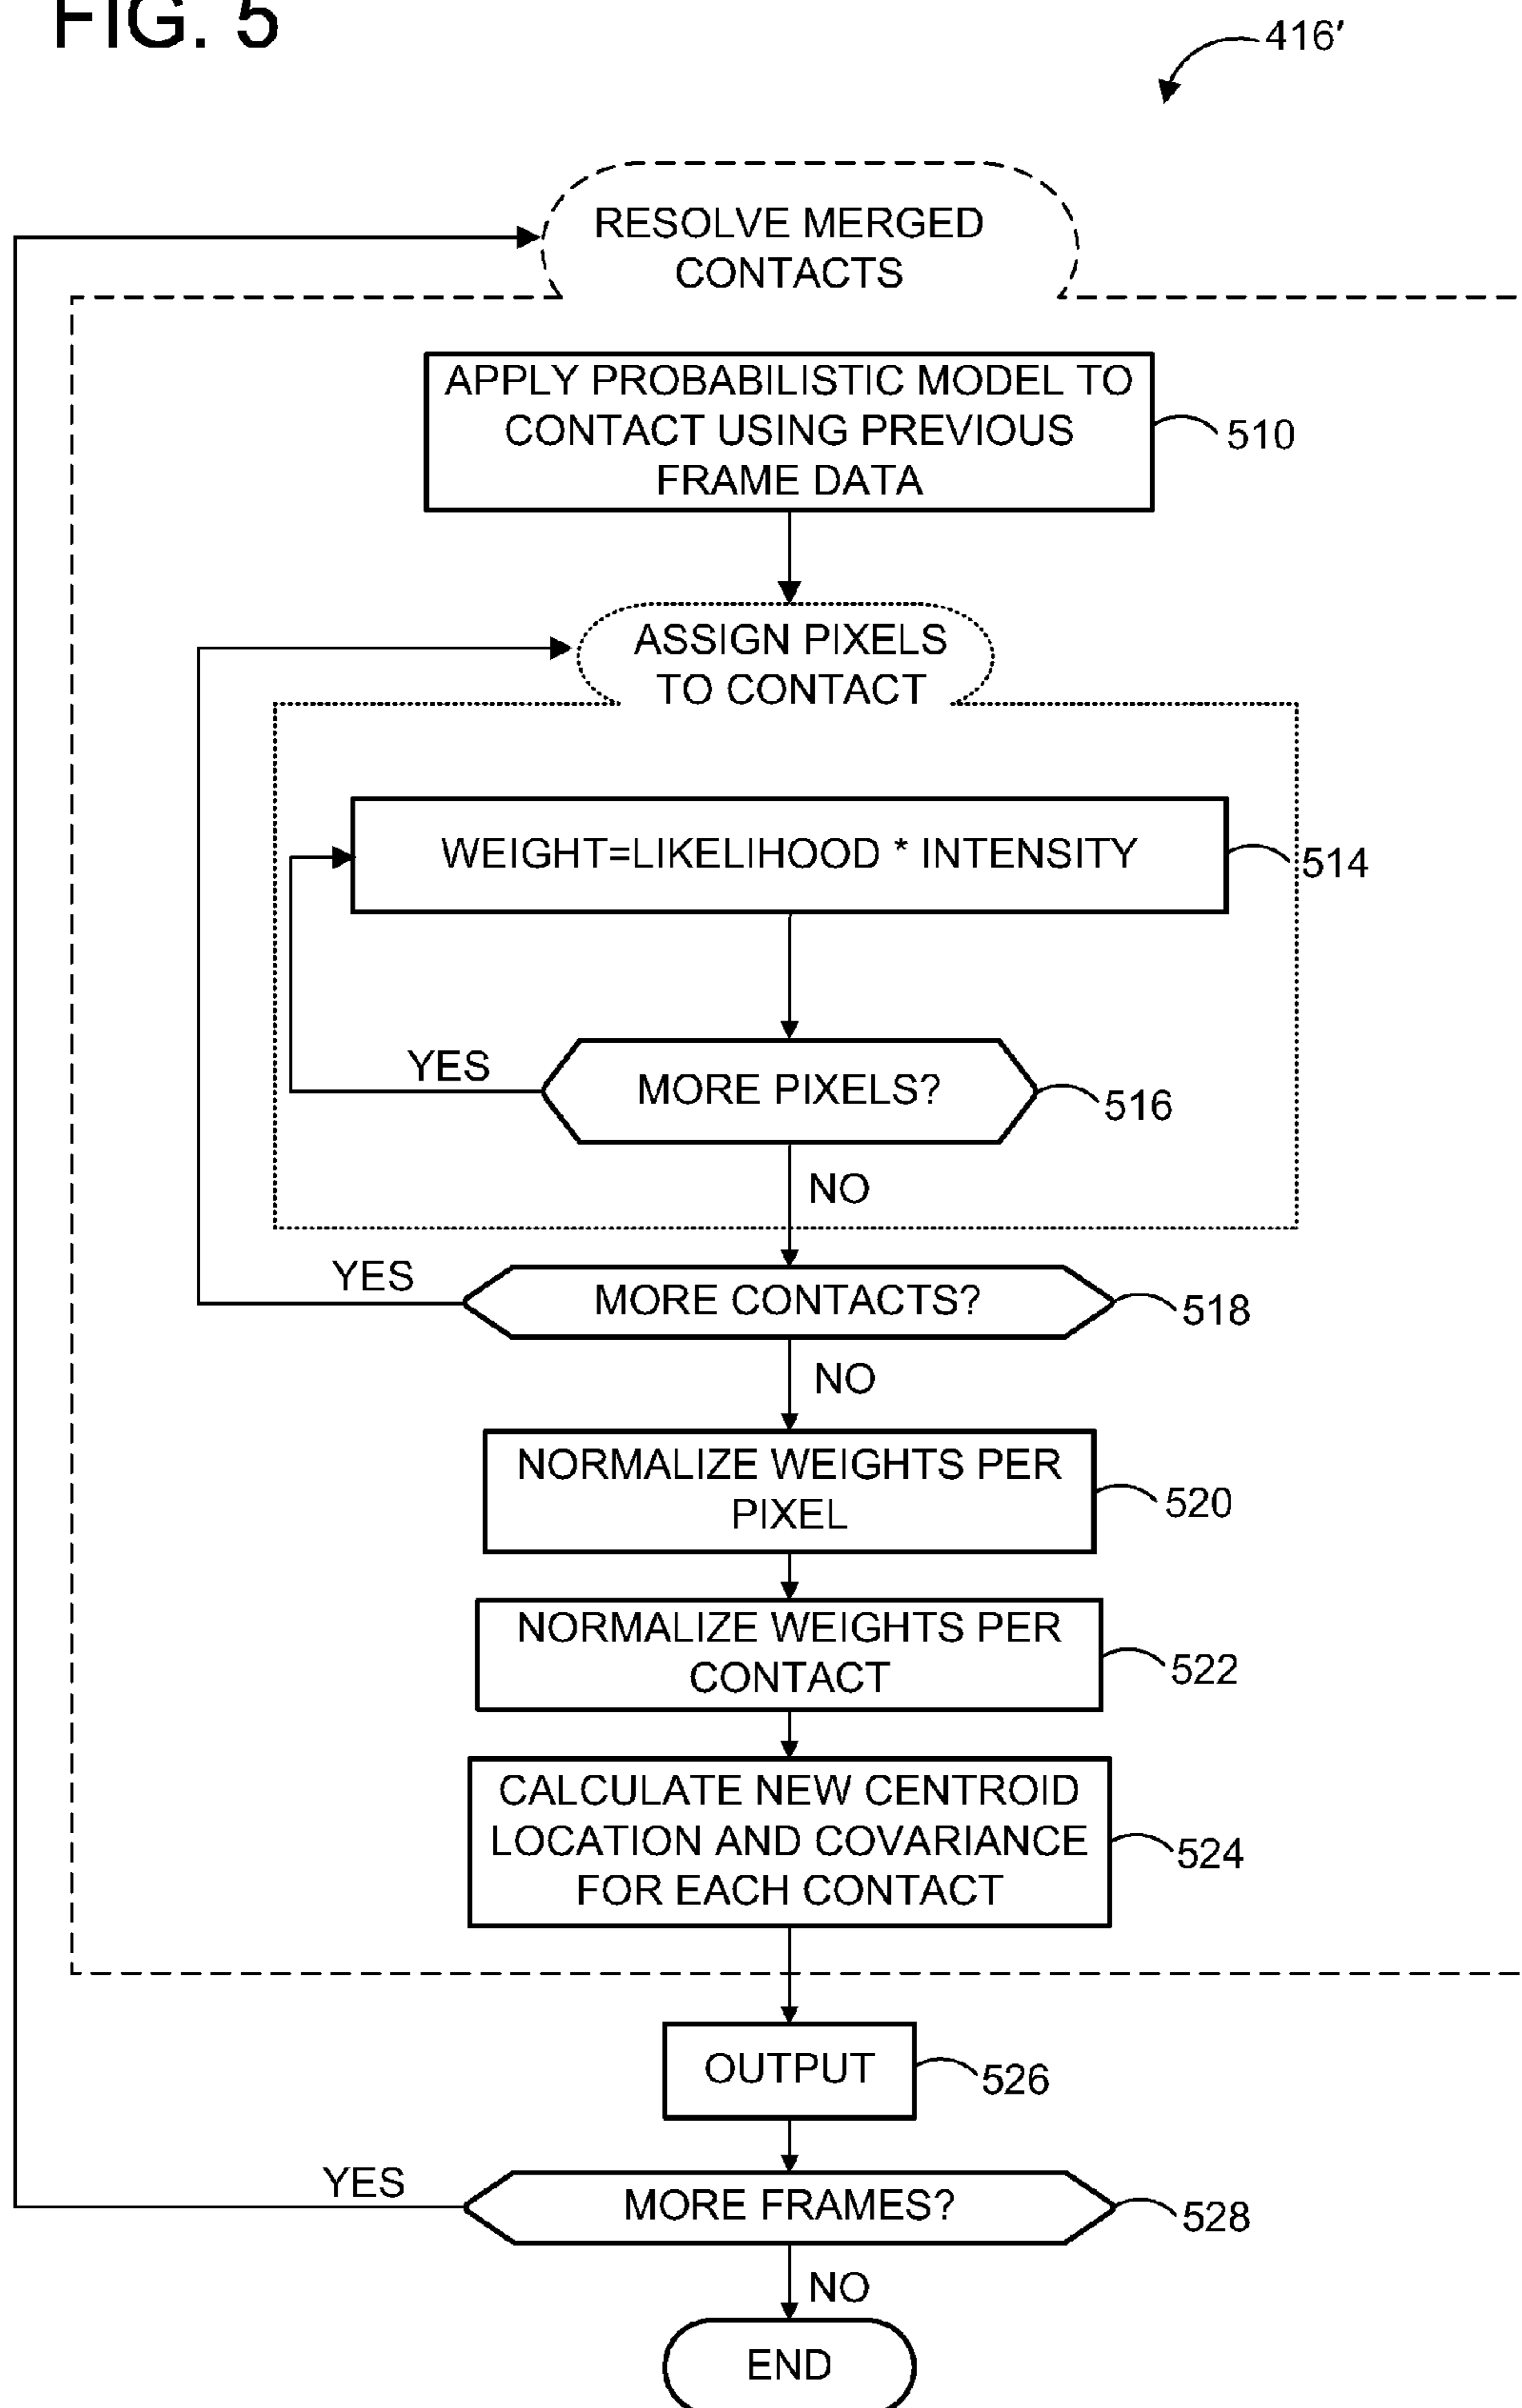 FIG. 5
416'
RESOLVE MERGED
CONTACTS
APPLY PROBABILISTIC MODEL TO
CONTACT USING PREVIOUS
FRAME DATA
510
ASSIGN PIXELS
TO CONTACT
WEIGHT=LIKELIHOOD * INTENSITY
514
YES
MORE PIXELS?
516
NO
YES
MORE CONTACTS?
518
NO
NORMALIZE WEIGHTS PER
PIXEL
520
NORMALIZE WEIGHTS PER
CONTACT
522
CALCULATE NEW CENTROID
LOCATION AND COVARIANCE
FOR EACH CONTACT
524
OUTPUT
526
YES
MORE FRAMES?
528
NO
END